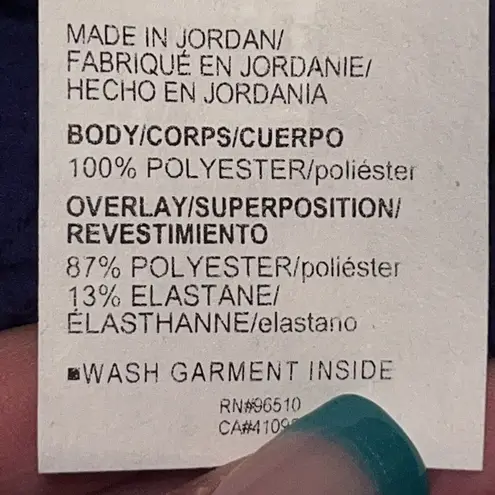 MADE IN JORDAN/
FABRIQUÉ EN JORDANIE/
HECHO EN JORDANIA
BODY/CORPS/CUERPO
100% POLYESTER/poliéster
OVERLAY/SUPERPOSITION/
REVESTIMIENTO
87% POLYESTER/poliéster
13% ELASTANE/
ÉLASTHANNE/elastano
WASH GARMENT INSIDE
RN#96510